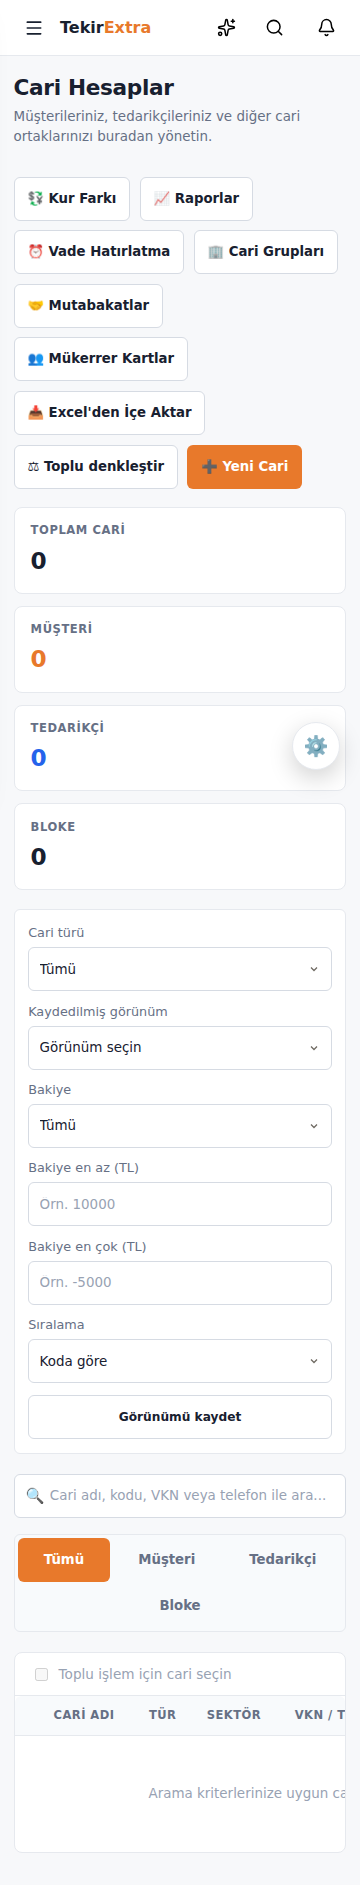 TekirExtra
Cari Hesaplar
Müşterileriniz, tedarikçileriniz ve diğer cari
ortaklarınızı buradan yönetin.
💱 Kur Farkı
📈 Raporlar
⏰ Vade Hatırlatma
🏢 Cari Grupları
🤝 Mutabakatlar
👥 Mükerrer Kartlar
📥 Excel'den İçe Aktar
⚖ Toplu denkleştir
➕ Yeni Cari
TOPLAM CARİ
0
MÜŞTERİ
0
TEDARİKÇİ
0
BLOKE
0
Cari türü
Tümü
Kaydedilmiş görünüm
Görünüm seçin
Bakiye
Tümü
Bakiye en az (TL)
Örn. 10000
Bakiye en çok (TL)
Örn. -5000
Sıralama
Koda göre
Görünümü kaydet
🔍 Cari adı, kodu, VKN veya telefon ile ara...
Tümü
Müşteri
Tedarikçi
Bloke
Toplu işlem için cari seçin
CARİ ADI TÜR SEKTÖR VKN / T
Arama kriterlerinize uygun ca